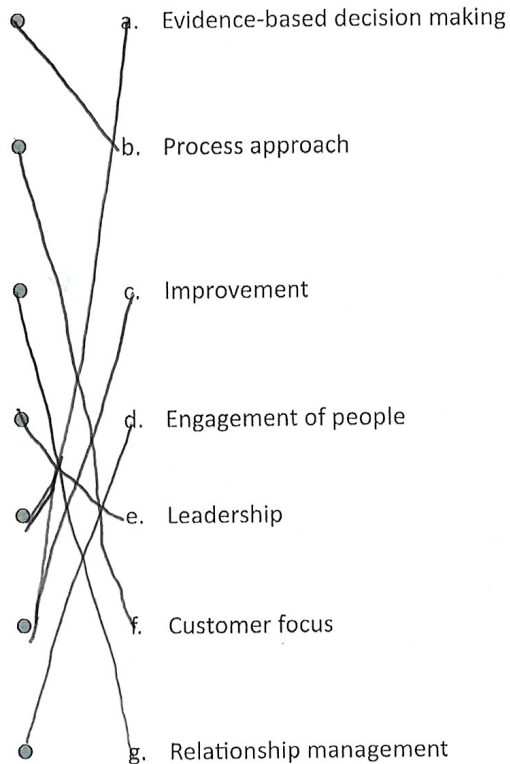 a. Evidence-based decision making
b. Process approach
c. Improvement
d. Engagement of people
e. Leadership
f. Customer focus
g. Relationship management